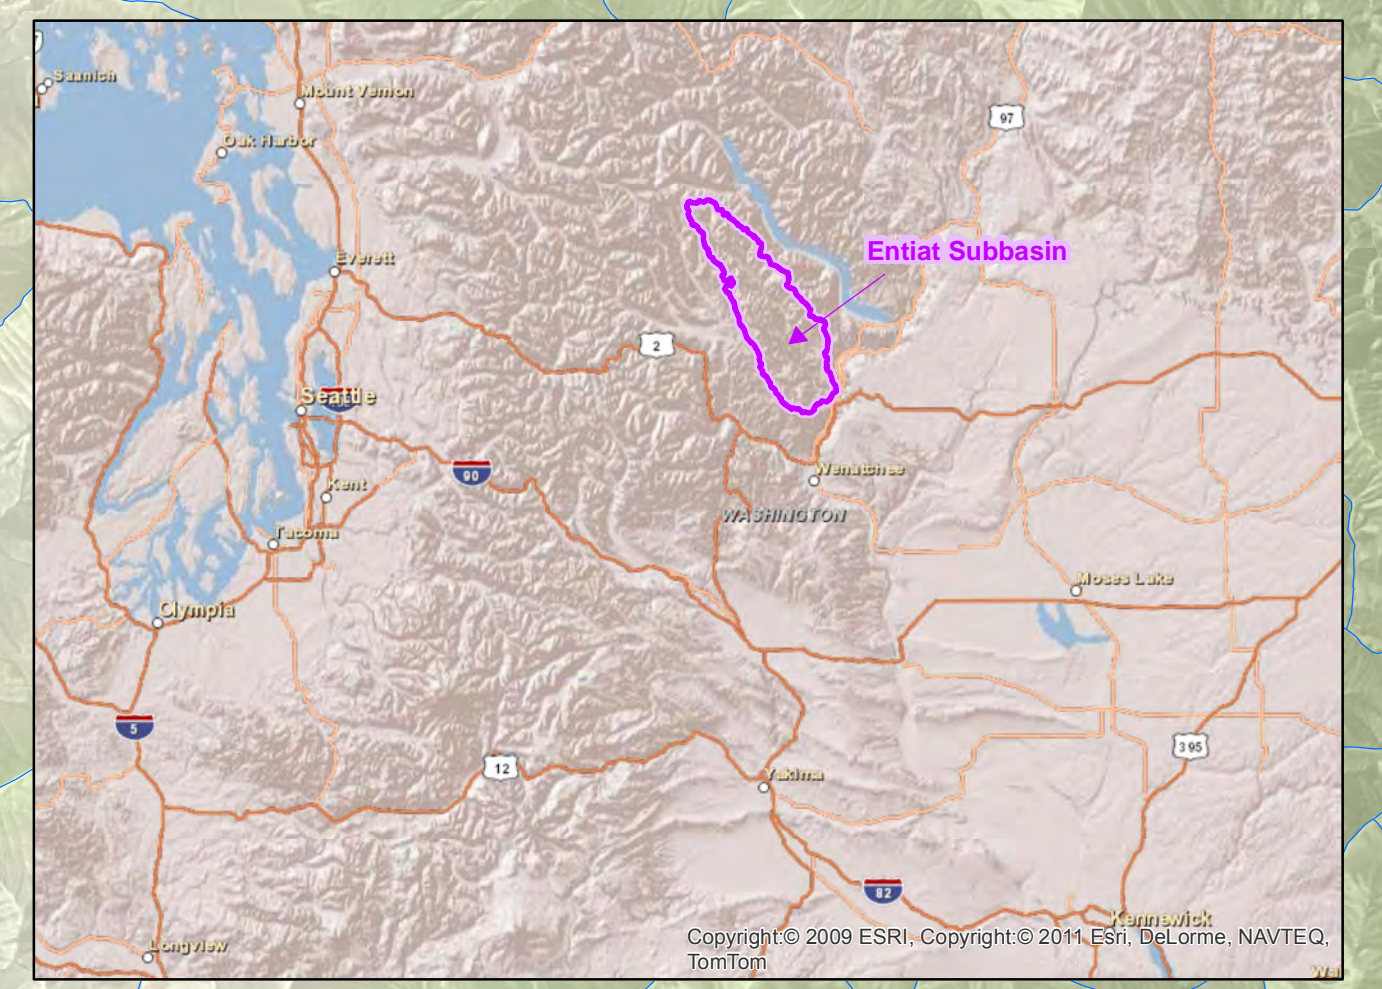 Saanich
Mount Vernon
97
Oak Harbor
Entiat Subbasin
Everett
2
Seattle
Wenatchee
90
Kent
WASHINGTON
Tacoma
Moses Lake
Olympia
5
395
12
Yakima
82
Kennewick
Longview
Copyright:© 2009 ESRI, Copyright:© 2011 Esri, DeLorme, NAVTEQ,
TomTom